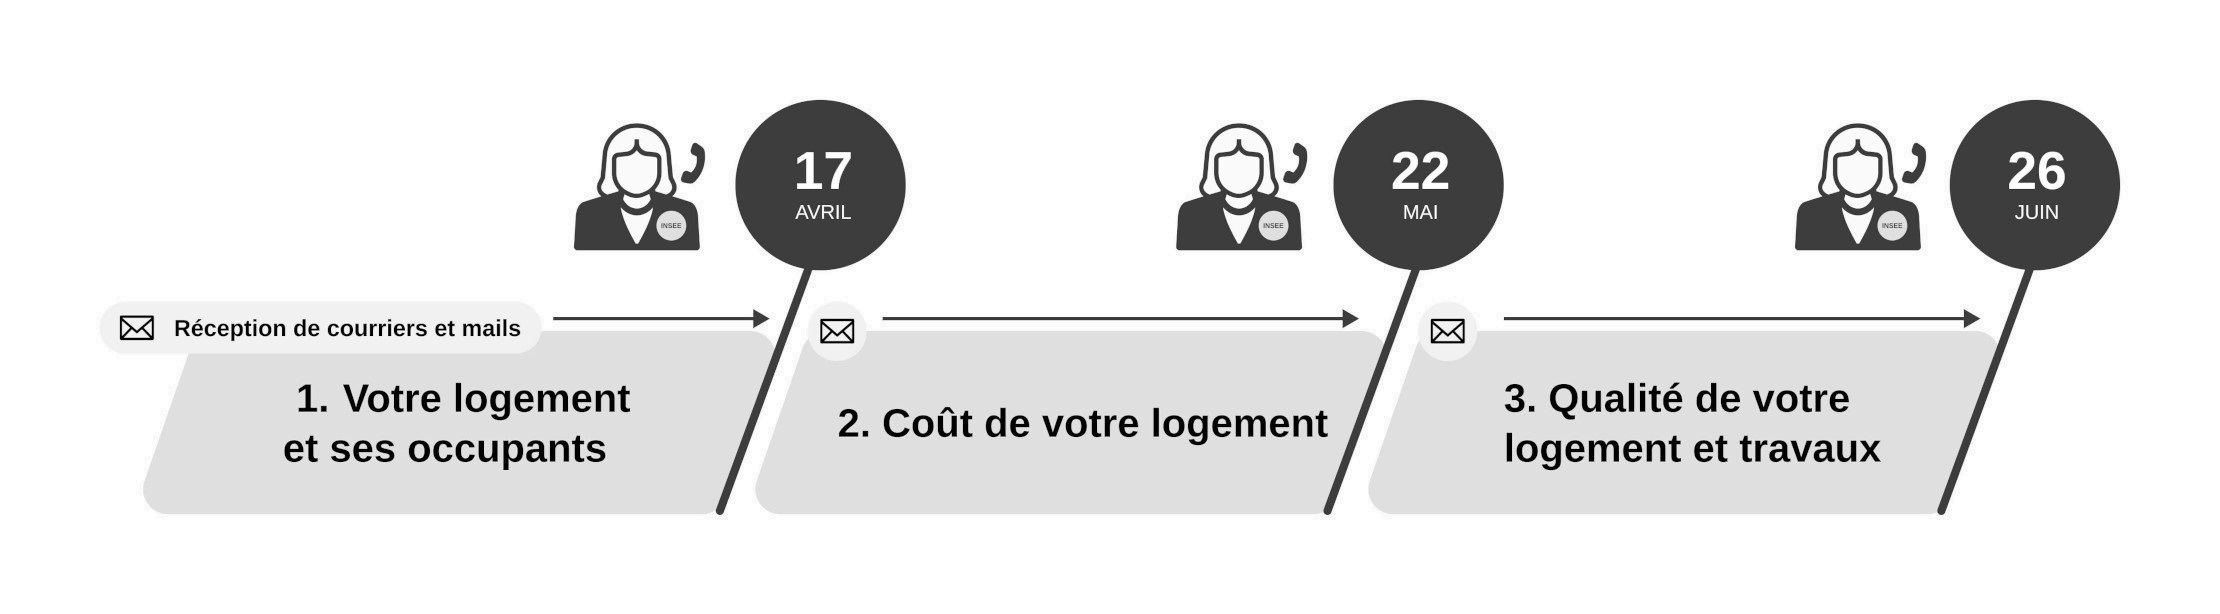 INSEE
17
AVRIL
INSEE
22
MAI
INSEE
26
JUIN
Réception de courriers et mails
1. Votre logement
et ses occupants
2. Coût de votre logement
3. Qualité de votre
logement et travaux